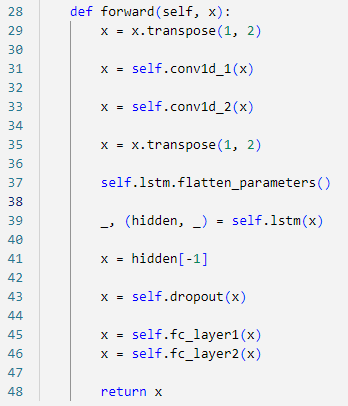 28 def forward(self, x):
29 x = x.transpose(1, 2)
30
31 x = self.conv1d_1(x)
32
33 x = self.conv1d_2(x)
34
35 x = x.transpose(1, 2)
36
37 self.lstm.flatten_parameters()
38
39 _, (hidden, _) = self.lstm(x)
40
41 x = hidden[-1]
42
43 x = self.dropout(x)
44
45 x = self.fc_layer1(x)
46 x = self.fc_layer2(x)
47
48 return x